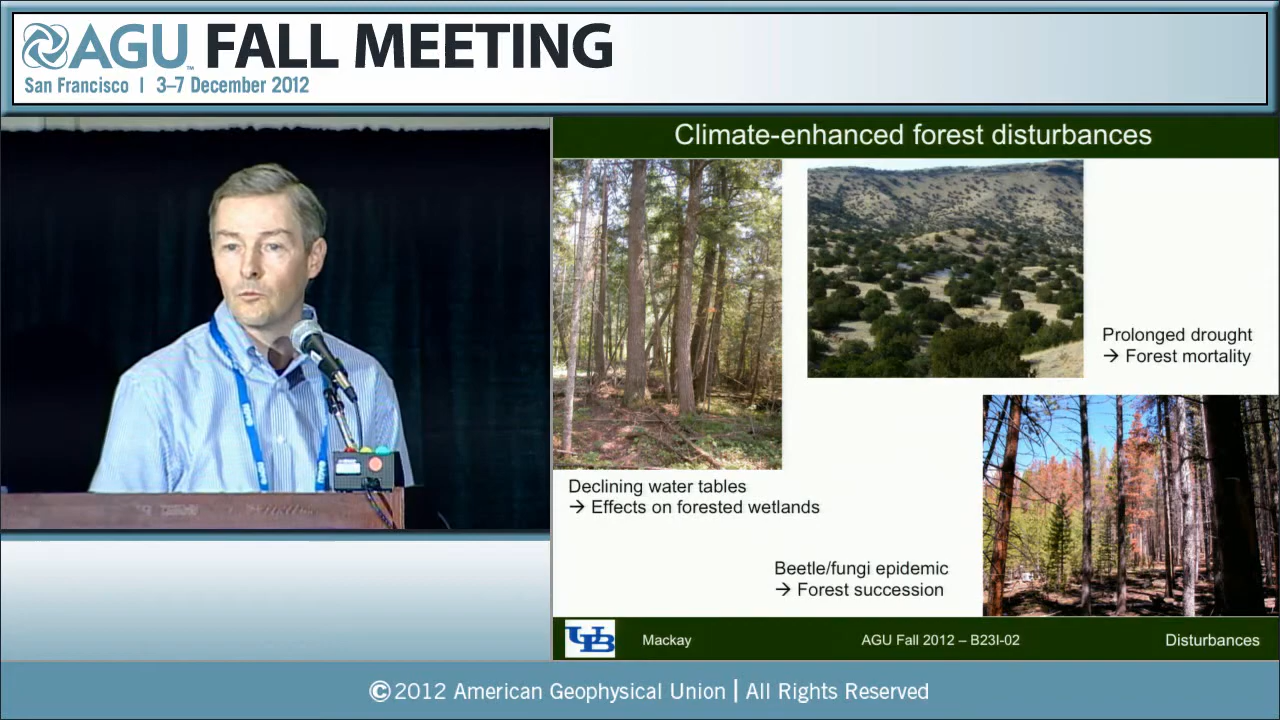 AGU™ FALL MEETING
San Francisco | 3–7 December 2012
Climate-enhanced forest disturbances
Prolonged drought
→ Forest mortality
Declining water tables
→ Effects on forested wetlands
Beetle/fungi epidemic
→ Forest succession
UB Mackay AGU Fall 2012 – B23I-02 Disturbances
©2012 American Geophysical Union | All Rights Reserved